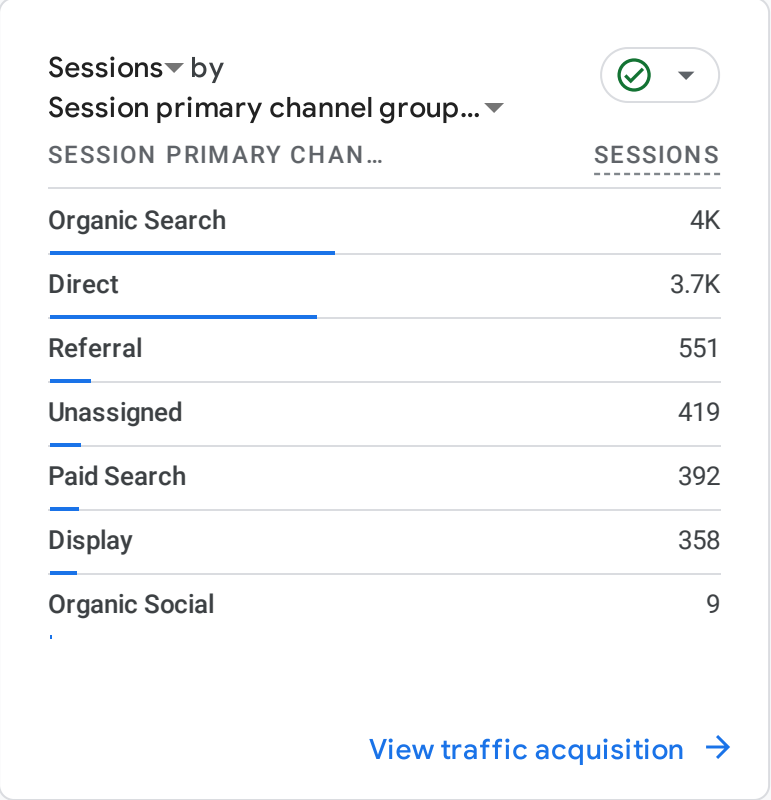 Sessions by
Session primary channel group...
SESSION PRIMARY CHAN... SESSIONS
Organic Search 4K
Direct 3.7K
Referral 551
Unassigned 419
Paid Search 392
Display 358
Organic Social 9
View traffic acquisition